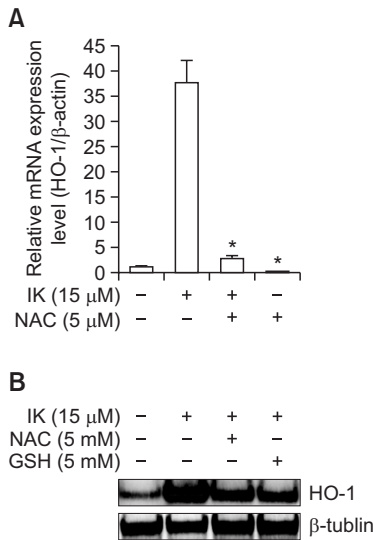 A
Relative mRNA expression
level (HO-1/β-actin)
45
40
35
30
25
20
15
10
5
0
* *
IK (15 μM) – + + –
NAC (5 μM) – – + +
B
IK (15 μM) – + + +
NAC (5 mM) – – + –
GSH (5 mM) – – – +
HO-1
β-tublin